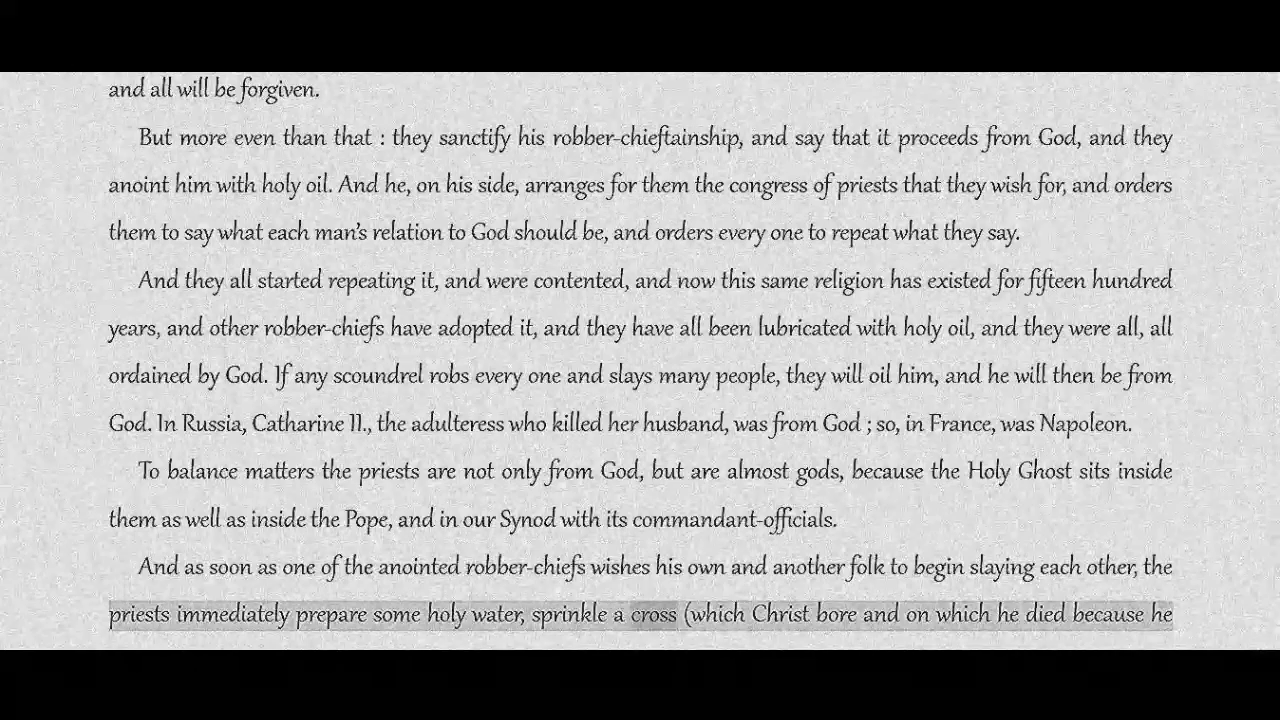 and all will be forgiven.
But more even than that : they sanctify his robber-chieftainship, and say that it proceeds from God, and they
anoint him with holy oil. And he, on his side, arranges for them the congress of priests that they wish for, and orders
them to say what each man's relation to God should be, and orders every one to repeat what they say.
And they all started repeating it, and were contented, and now this same religion has existed for fifteen hundred
years, and other robber-chiefs have adopted it, and they have all been lubricated with holy oil, and they were all, all
ordained by God. If any scoundrel robs every one and slays many people, they will oil him, and he will then be from
God. In Russia, Catharine II., the adulteress who killed her husband, was from God ; so, in France, was Napoleon.
To balance matters the priests are not only from God, but are almost gods, because the Holy Ghost sits inside
them as well as inside the Pope, and in our Synod with its commandant-officials.
And as soon as one of the anointed robber-chiefs wishes his own and another folk to begin slaying each other, the
priests immediately prepare some holy water, sprinkle a cross (which Christ bore and on which he died because he